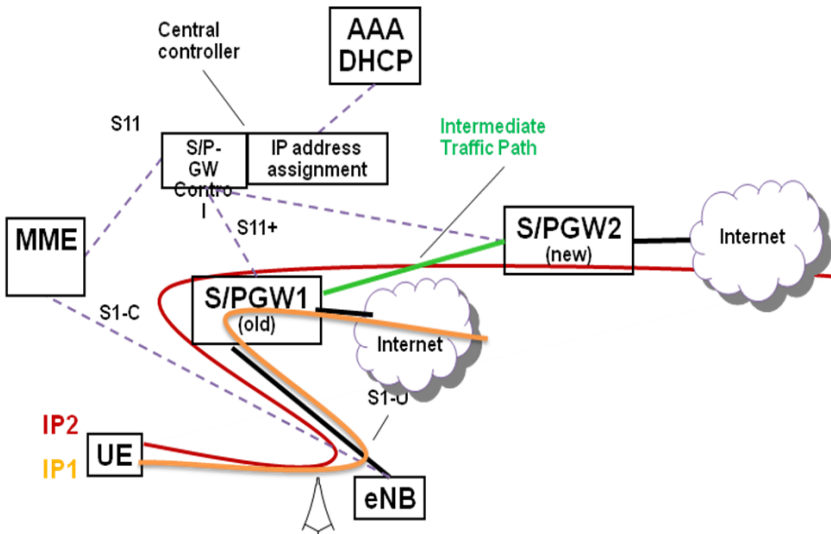 Central
controller
AAA
DHCP
S11
S/P-
GW
Contro
l
IP address
assignment
Intermediate
Traffic Path
S11+
MME
S/PGW2
(new)
Internet
S/PGW1
(old)
S1-C
Internet
S1-U
IP2
UE
IP1
eNB